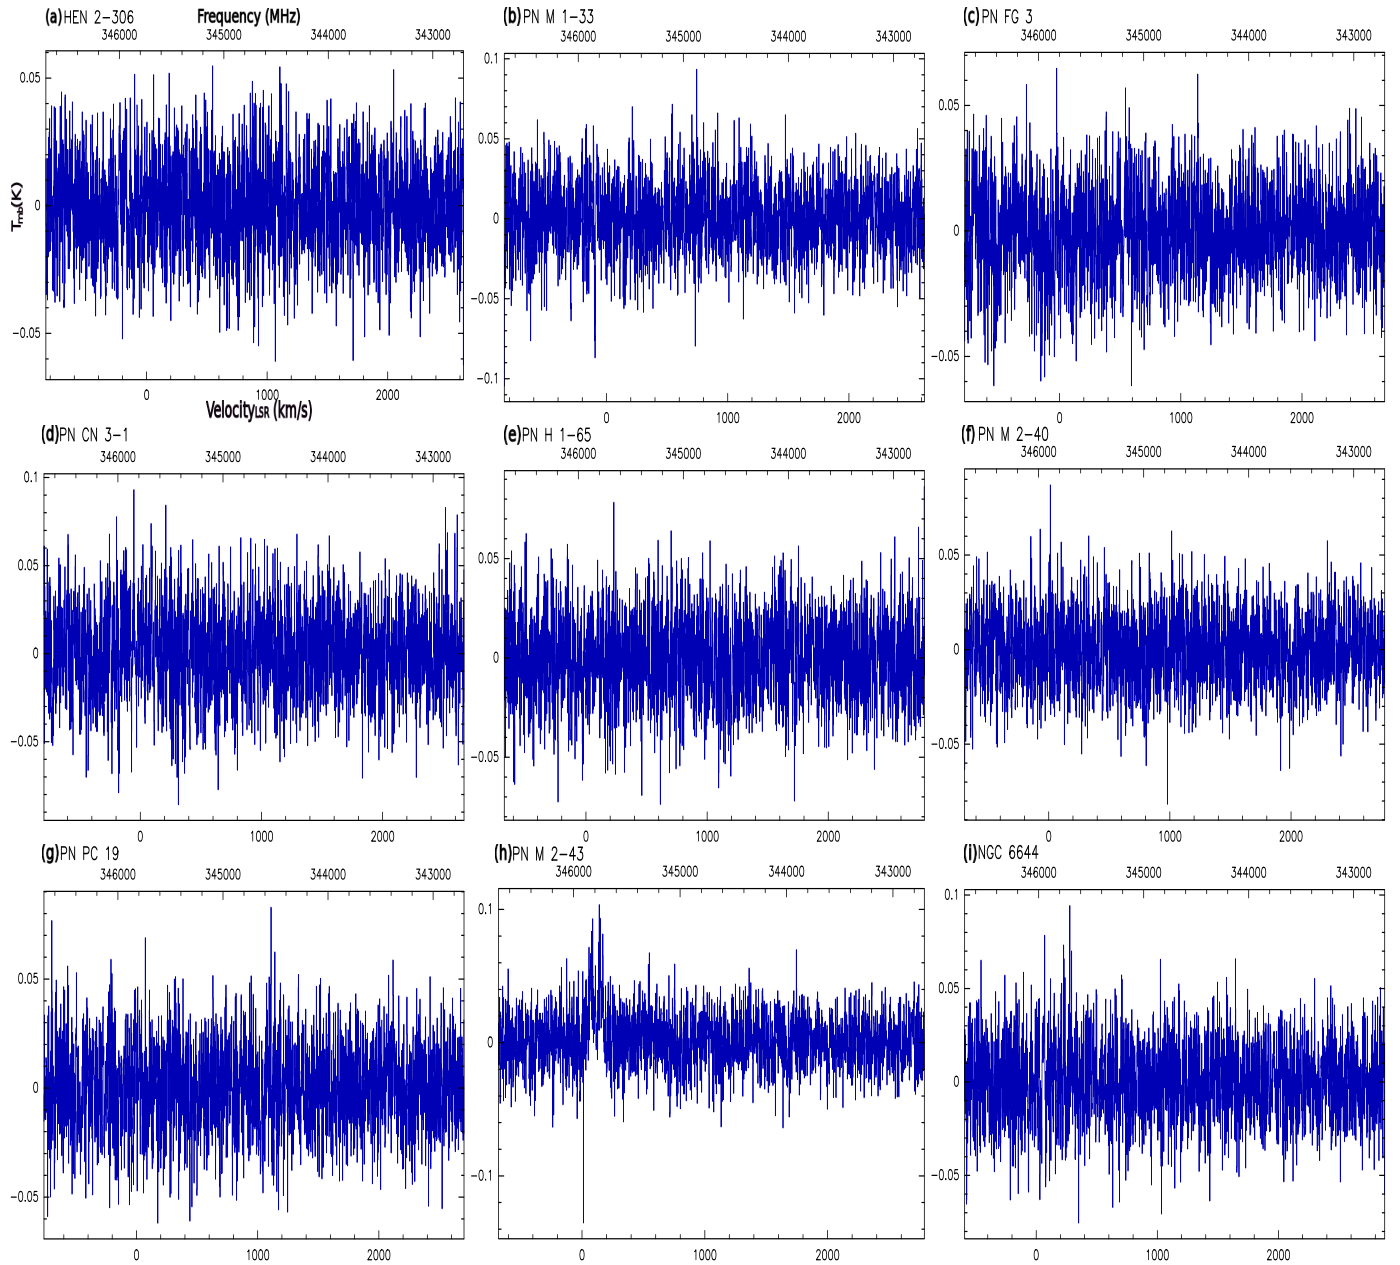 (a) HEN 2-306 Frequency (MHz)
346000 345000 344000 343000
0.05
0
-0.05
Tmb(K)
0 1000 2000
VelocityLSR (km/s)
(b) PN M 1-33
346000 345000 344000 343000
0.1
0.05
0
-0.05
-0.1
0 1000 2000
(c) PN FG 3
346000 345000 344000 343000
0.05
0
-0.05
0 1000 2000
(d) PN CN 3-1
346000 345000 344000 343000
0.1
0.05
0
-0.05
0 1000 2000
(e) PN H 1-65
346000 345000 344000 343000
0.05
0
-0.05
0 1000 2000
(f) PN M 2-40
346000 345000 344000 343000
0.05
0
-0.05
0 1000 2000
(g) PN PC 19
346000 345000 344000 343000
0.05
0
-0.05
0 1000 2000
(h) PN M 2-43
346000 345000 344000 343000
0.1
0
-0.1
0 1000 2000
(i) NGC 6644
346000 345000 344000 343000
0.1
0.05
0
-0.05
0 1000 2000